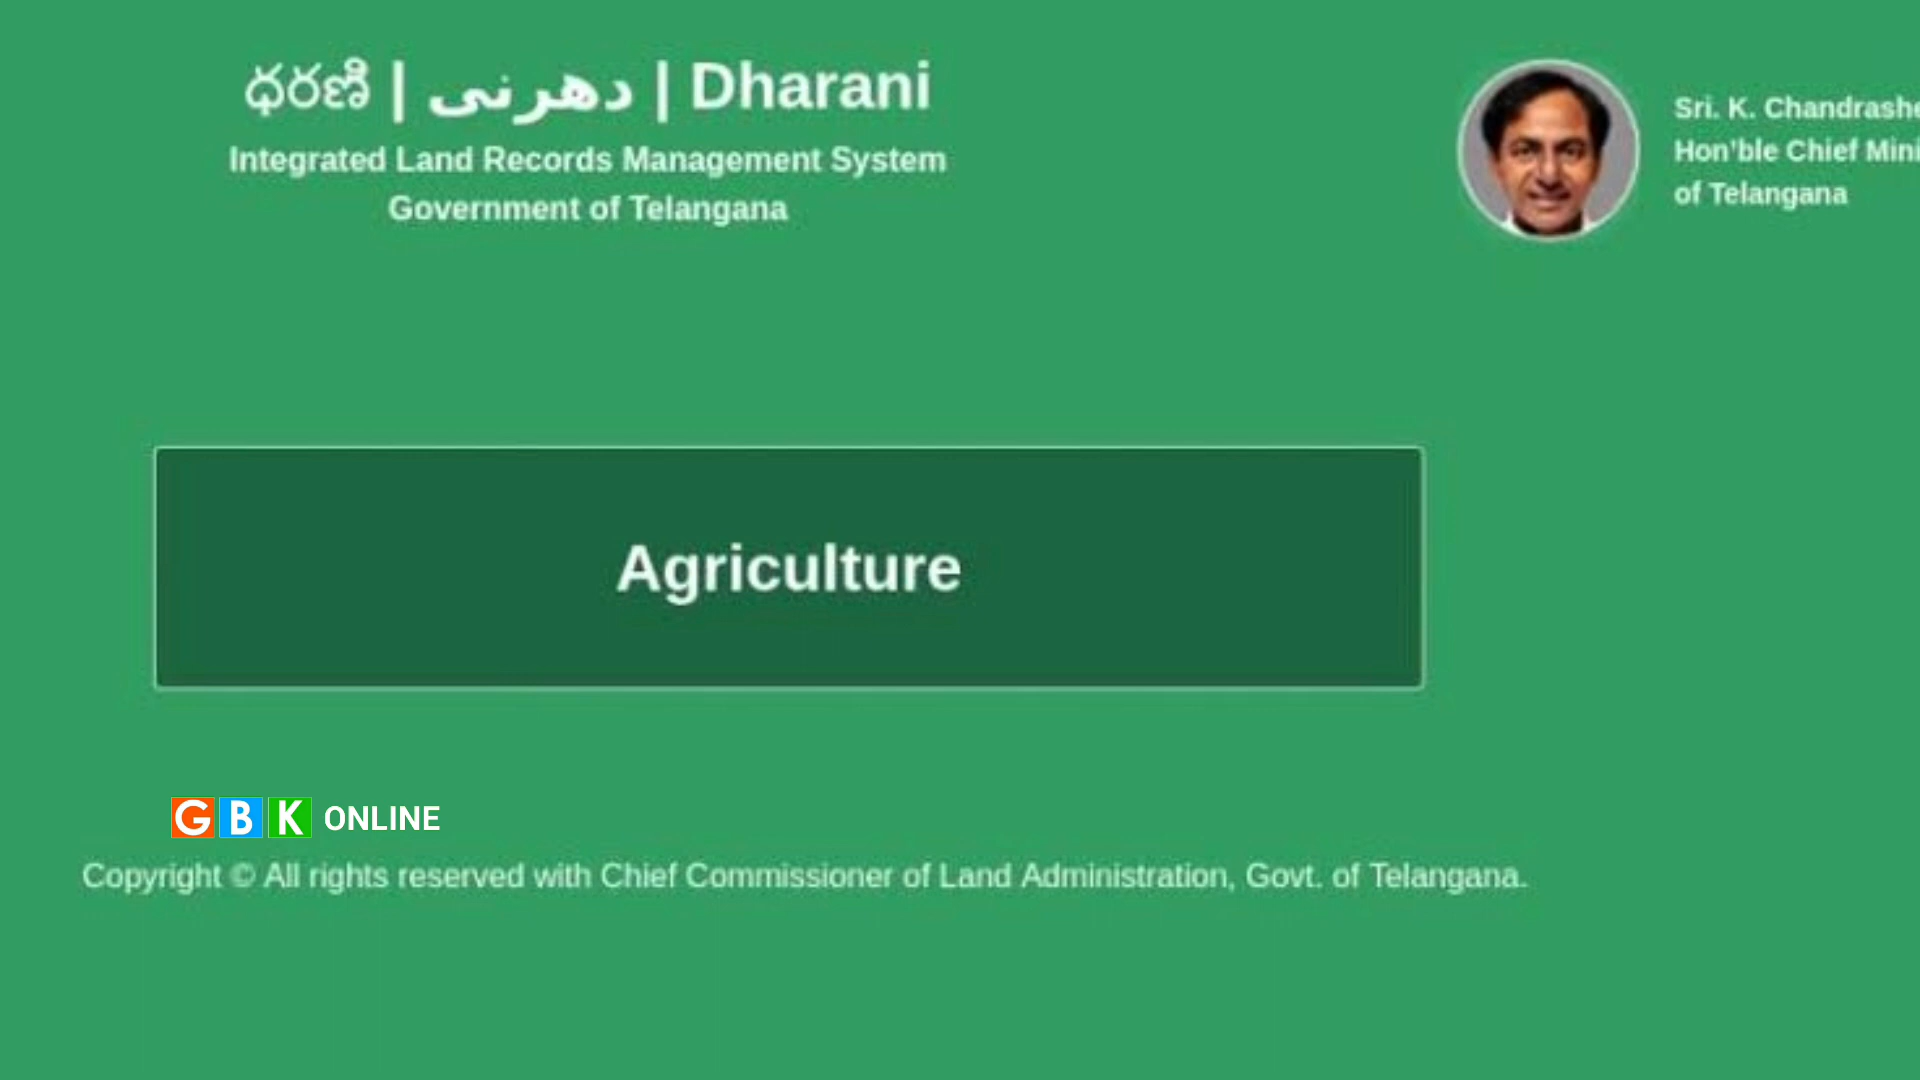 ధరణి | دھرنی | Dharani
Integrated Land Records Management System
Government of Telangana
Sri. K. Chandrashe
Hon'ble Chief Mini
of Telangana
Agriculture
GBK ONLINE
Copyright © All rights reserved with Chief Commissioner of Land Administration, Govt. of Telangana.